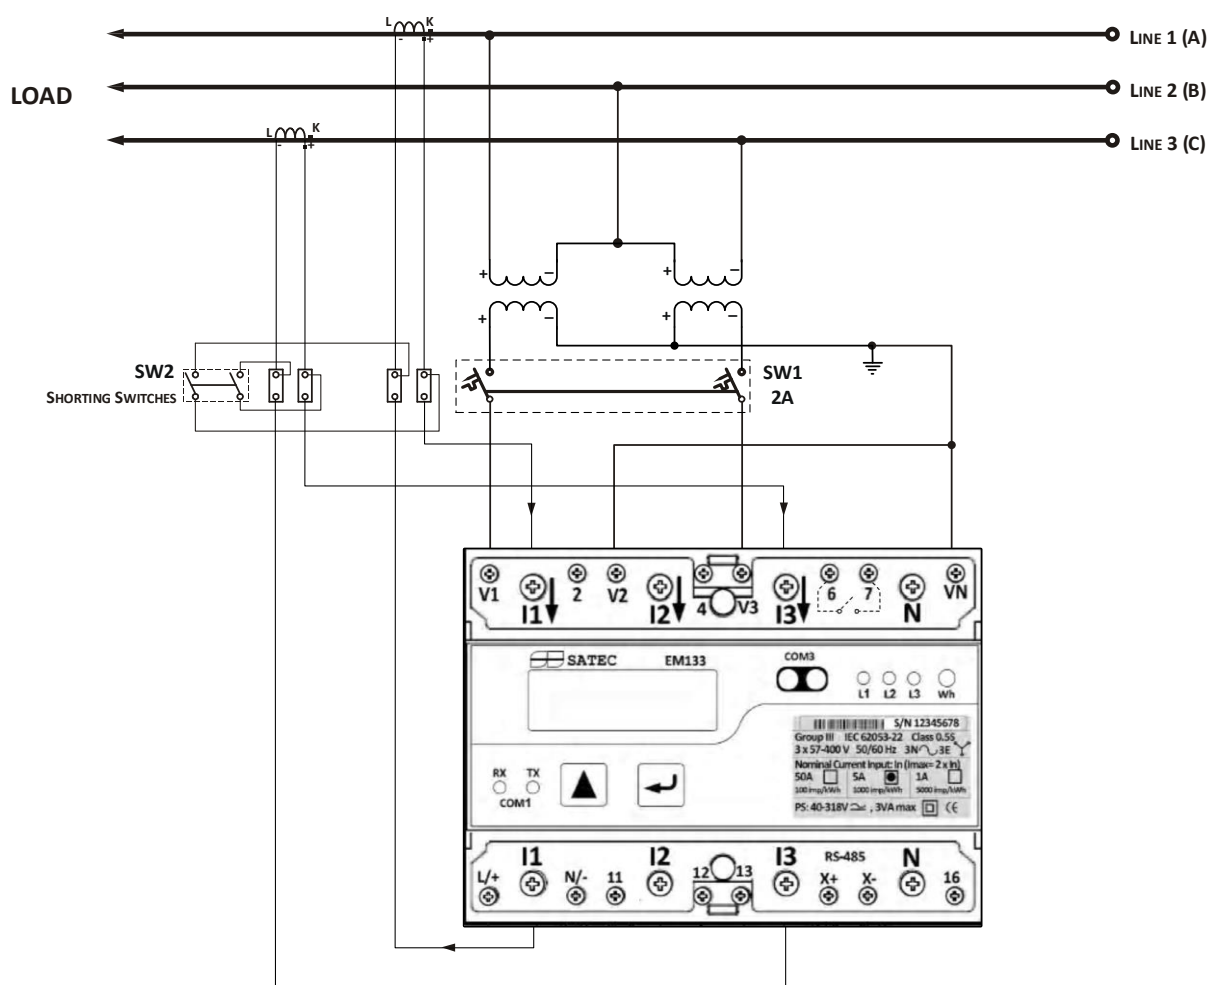 L K
- +
LINE 1 (A)
LINE 2 (B)
LOAD
L K
- +
LINE 3 (C)
+ − + −
+ − + −
SW2
SHORTING SWITCHES
SW1
2A
V1 I1 2 V2 I2 4 V3 I3 6 7 N VN
SATEC EM133
COM3
L1 L2 L3 Wh
S/N 12345678
Group III IEC 62053-22 Class 0.5S
3 x 57-400 V 50/60 Hz 3N 3E
Nominal Current Input: In (Imax= 2 x In)
50A 5A 1A
100 imp/kWh 1000 imp/kWh 5000 imp/kWh
PS: 40-318V , 3VA max CE
RX TX
COM1
I1 I2 I3 RS-485 N
L/+ N/- 11 12 13 X+ X- 16